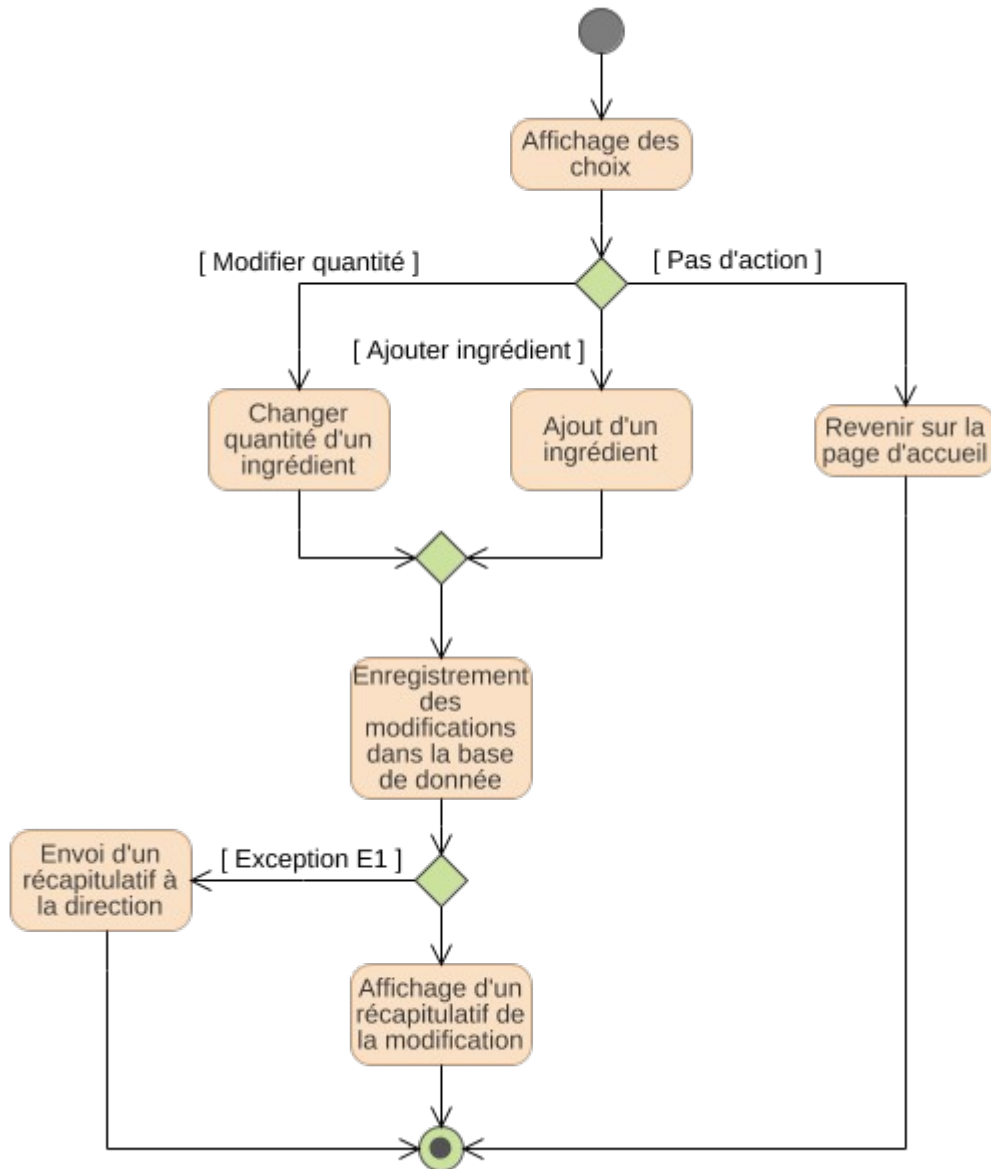 Affichage des
choix
[ Modifier quantité ]
[ Pas d'action ]
[ Ajouter ingrédient ]
Changer
quantité d'un
ingrédient
Ajout d'un
ingrédient
Revenir sur la
page d'accueil
Enregistrement
des
modifications
dans la base
de donnée
Envoi d'un
récapitulatif à
la direction
[ Exception E1 ]
Affichage d'un
récapitulatif de
la modification